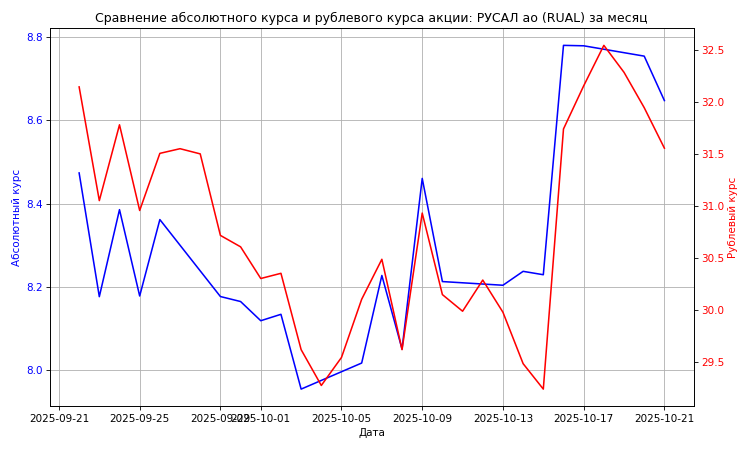 Сравнение абсолютного курса и рублевого курса акции: РУСАЛ ао (RUAL) за месяц
8.8
8.6
8.4
8.2
8.0
Абсолютный курс
32.5
32.0
31.5
31.0
30.5
30.0
29.5
Рублевый курс
2025-09-21 2025-09-25 2025-09-29 2025-10-01 2025-10-05 2025-10-09 2025-10-13 2025-10-17 2025-10-21
Дата